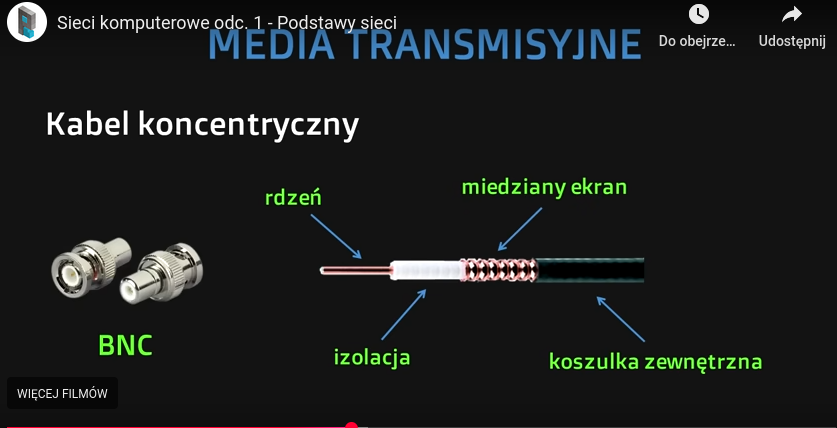 Sieci komputerowe odc. 1 - Podstawy sieci
Do obejrze...
Udostępnij
MEDIA TRANSMISYJNE
Kabel koncentryczny
rdzeń
miedziany ekran
BNC
izolacja
koszulka zewnętrzna
WIĘCEJ FILMÓW